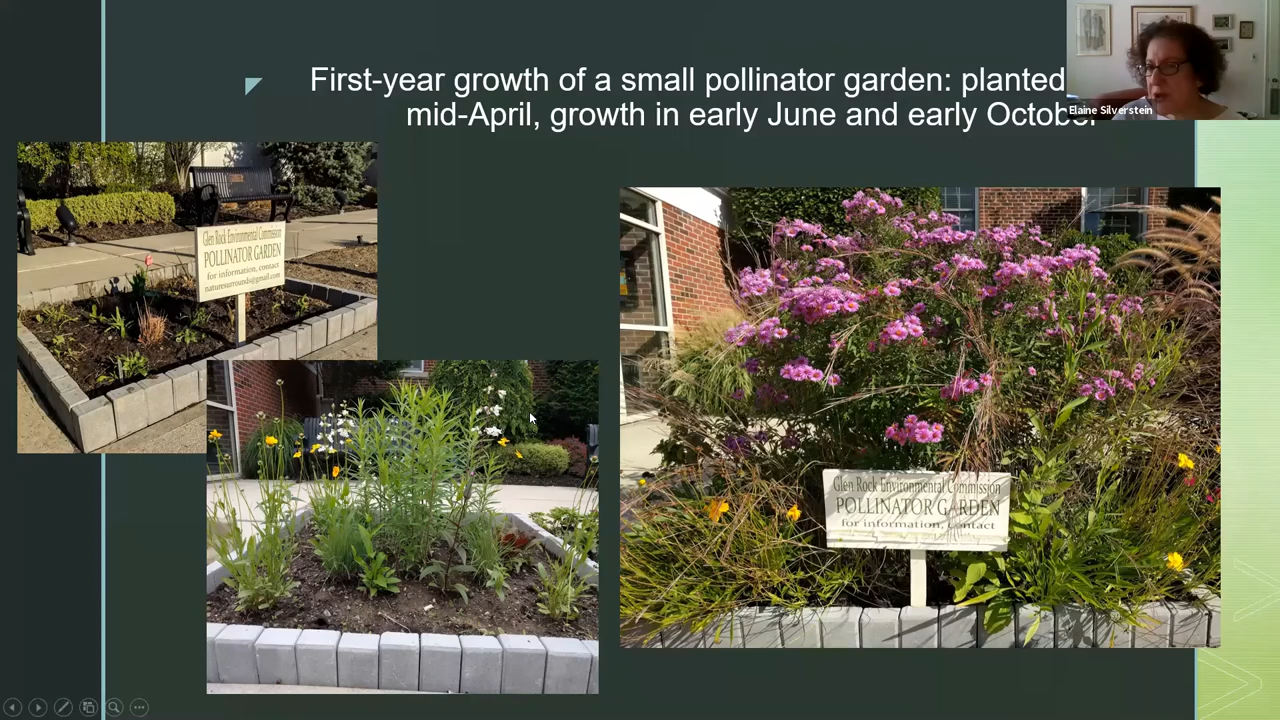 First-year growth of a small pollinator garden: planted
mid-April, growth in early June and early October
Elaine Silverstein
Glen Rock Environmental Commission
POLLINATOR GARDEN
for information, contact
naturesurrounds@gmail.com
Glen Rock Environmental Commission
POLLINATOR GARDEN
for information, contact